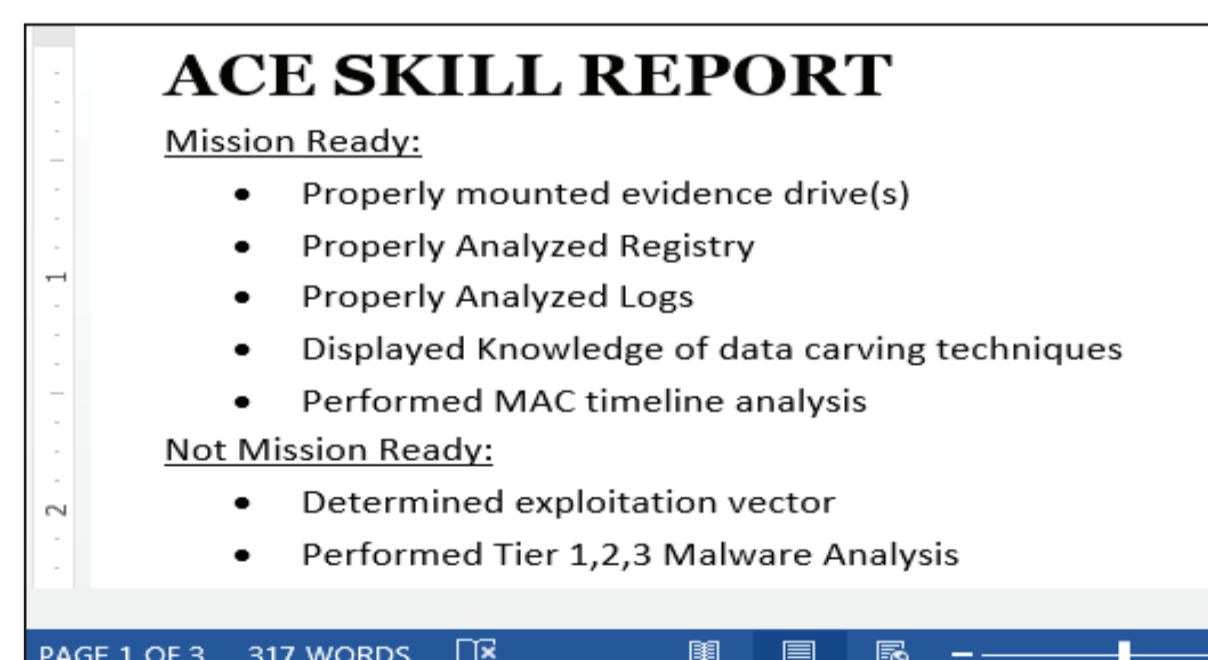 ACE SKILL REPORT
Mission Ready:
• Properly mounted evidence drive(s)
• Properly Analyzed Registry
• Properly Analyzed Logs
• Displayed Knowledge of data carving techniques
• Performed MAC timeline analysis
Not Mission Ready:
• Determined exploitation vector
• Performed Tier 1,2,3 Malware Analysis
1
2
PAGE 1 OF 3 317 WORDS